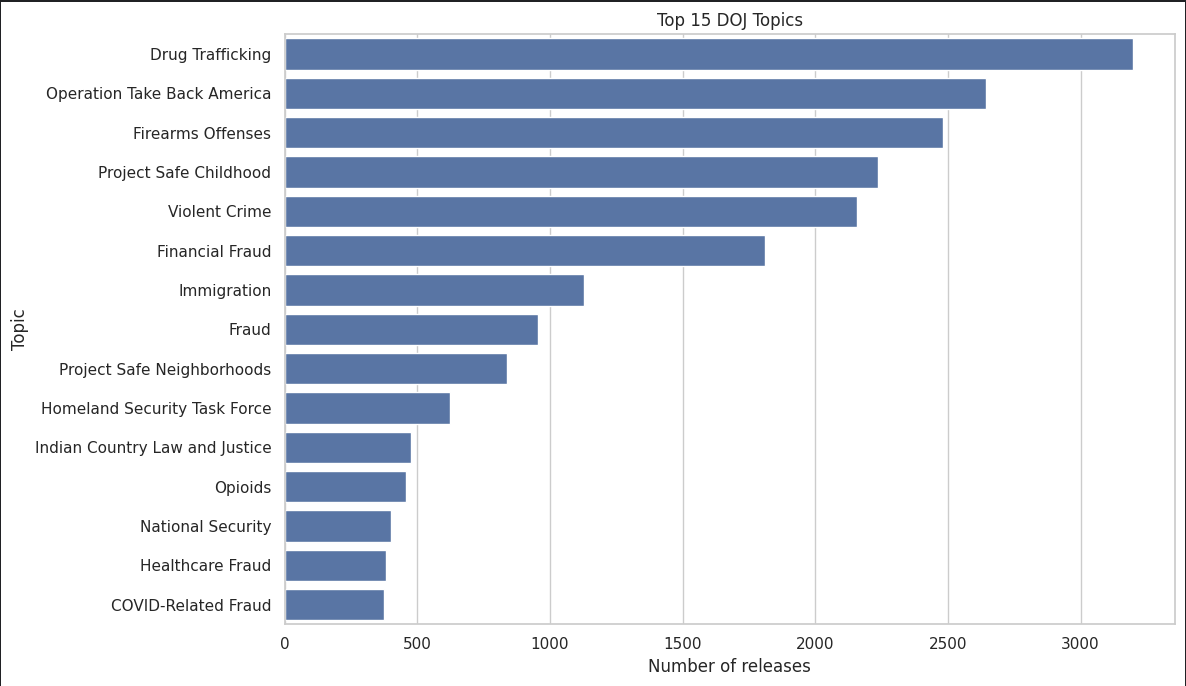 Top 15 DOJ Topics
Topic
Drug Trafficking
Operation Take Back America
Firearms Offenses
Project Safe Childhood
Violent Crime
Financial Fraud
Immigration
Fraud
Project Safe Neighborhoods
Homeland Security Task Force
Indian Country Law and Justice
Opioids
National Security
Healthcare Fraud
COVID-Related Fraud
0 500 1000 1500 2000 2500 3000
Number of releases